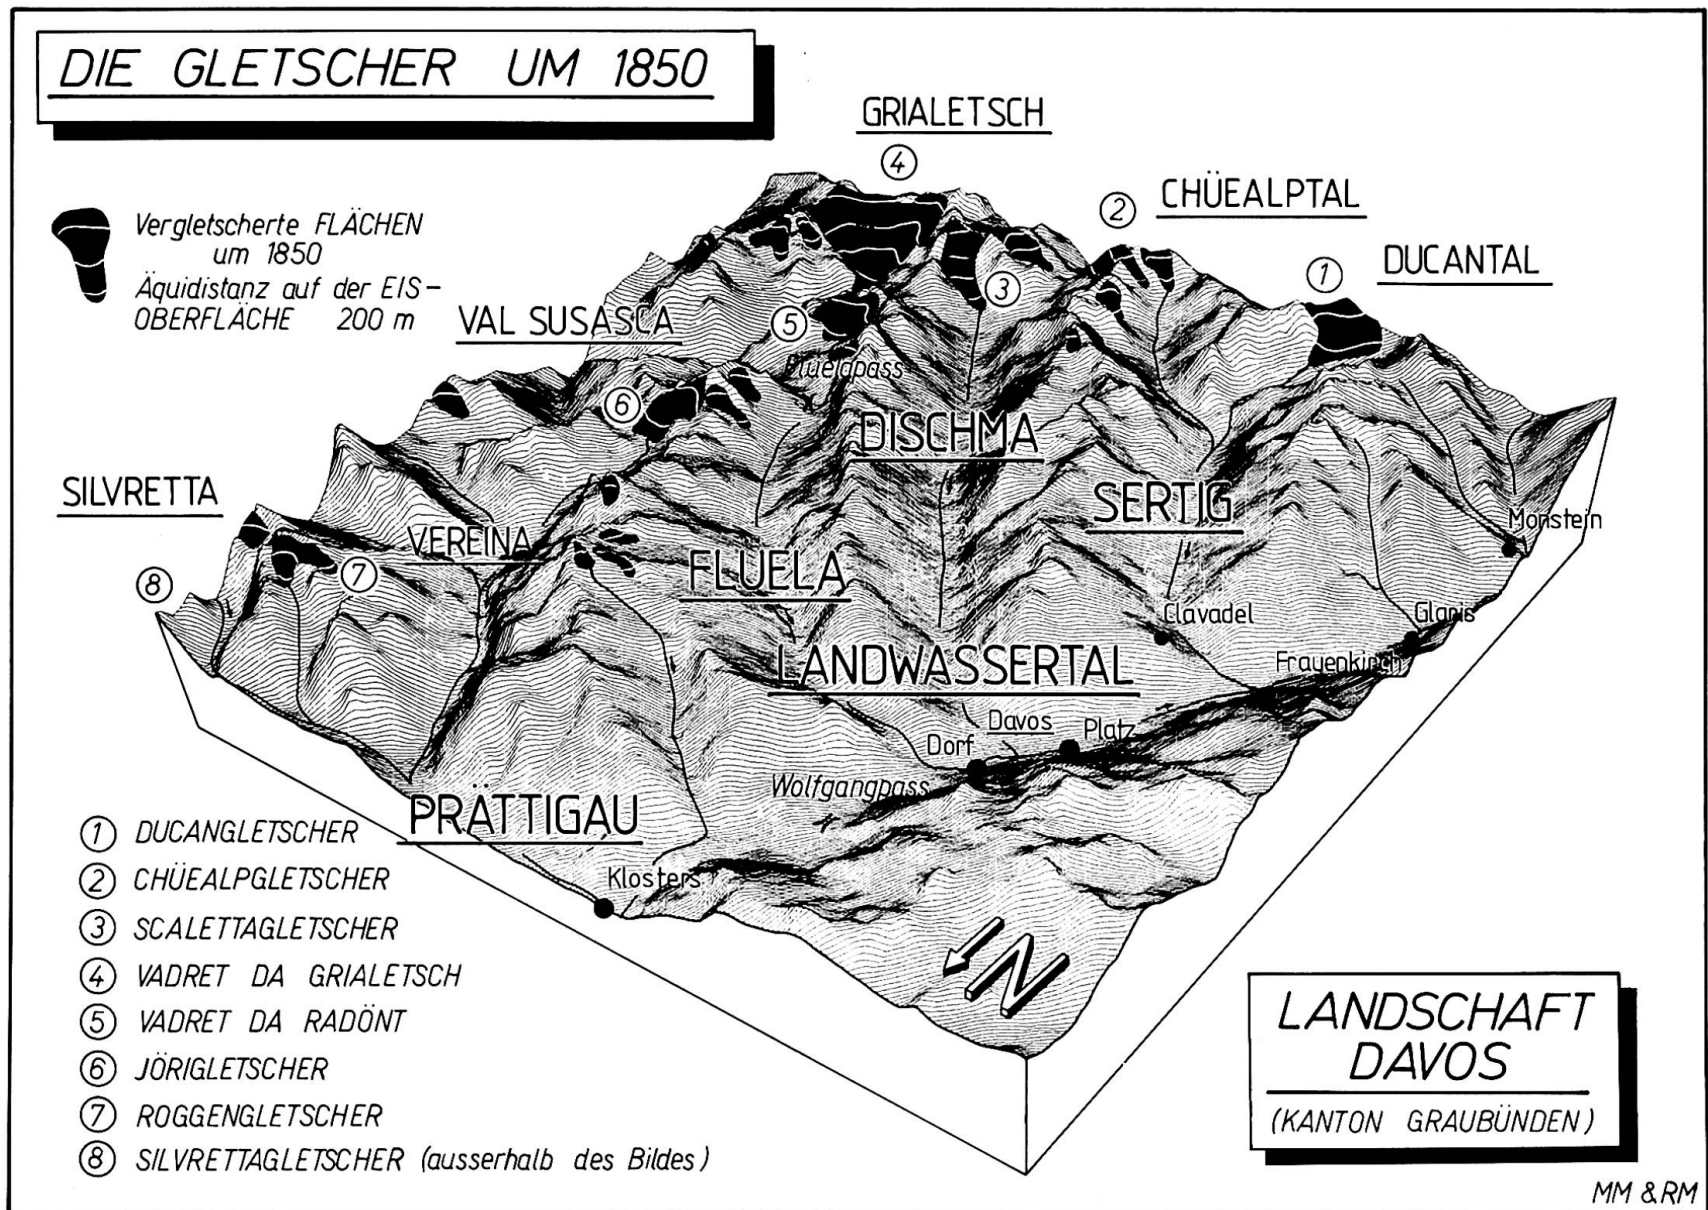 DIE GLETSCHER UM 1850
GRIALETSCH
④
② CHÜEALPTAL
① DUCANTAL
Vergletscherte FLÄCHEN
um 1850
Äquidistanz auf der EIS-
OBERFLÄCHE 200 m
VAL SUSASCA
③
⑤
Flüelapass
⑥
DISCHMA
SILVRETTA
SERTIG
Monstein
VEREINA
FLUELA
⑧
⑦
Clavadel
Glaris
Frauenkirch
LANDWASSERTAL
Davos
Dorf
Platz
Wolfgangpass
PRÄTTIGAU
Klosters
① DUCANGLETSCHER
② CHÜEALPGLETSCHER
③ SCALETTAGLETSCHER
④ VADRET DA GRIALETSCH
⑤ VADRET DA RADÖNT
⑥ JÖRIGLETSCHER
⑦ ROGGENGLETSCHER
⑧ SILVRETTAGLETSCHER (ausserhalb des Bildes)
N
LANDSCHAFT
DAVOS
(KANTON GRAUBÜNDEN)
MM & RM